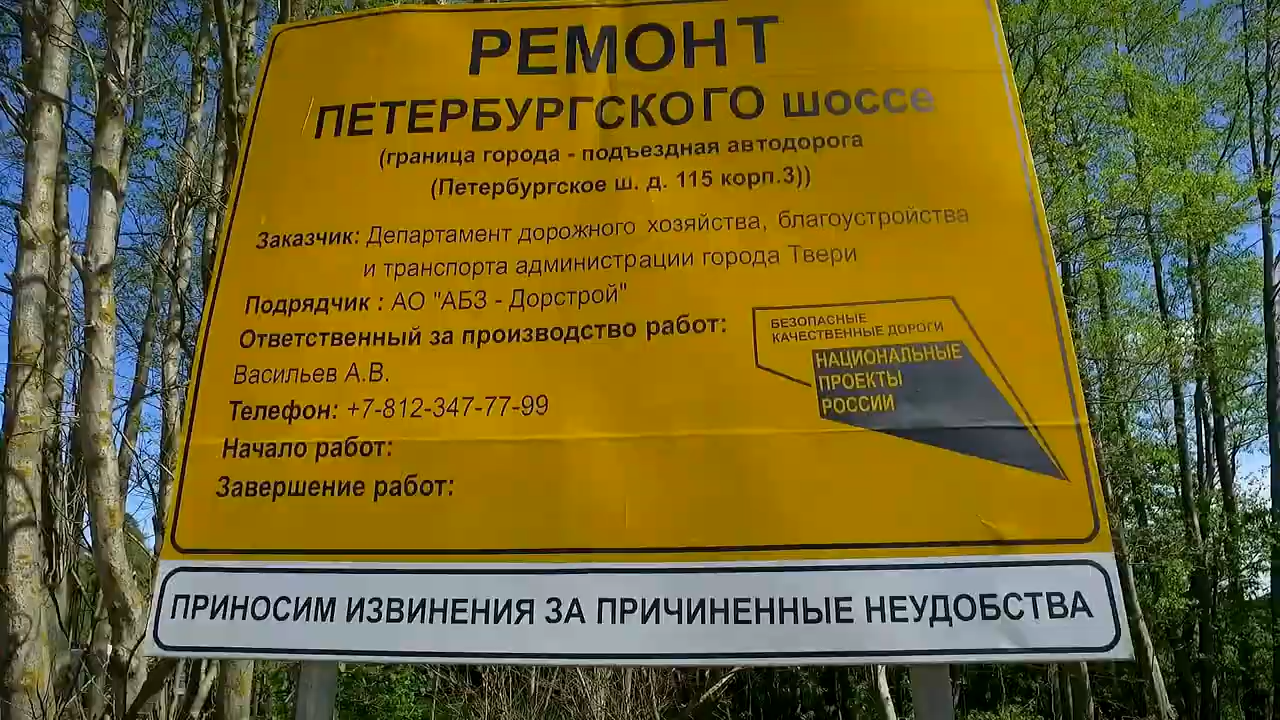 РЕМОНТ
ПЕТЕРБУРГСКОГО шоссе
(граница города - подъездная автодорога
(Петербургское ш. д. 115 корп.3))
Заказчик: Департамент дорожного хозяйства, благоустройства
и транспорта администрации города Твери
Подрядчик : АО "АБЗ - Дорстрой"
Ответственный за производство работ:
Васильев А.В.
Телефон: +7-812-347-77-99
Начало работ:
Завершение работ:
БЕЗОПАСНЫЕ
КАЧЕСТВЕННЫЕ ДОРОГИ
НАЦИОНАЛЬНЫЕ
ПРОЕКТЫ
РОССИИ
ПРИНОСИМ ИЗВИНЕНИЯ ЗА ПРИЧИНЕННЫЕ НЕУДОБСТВА